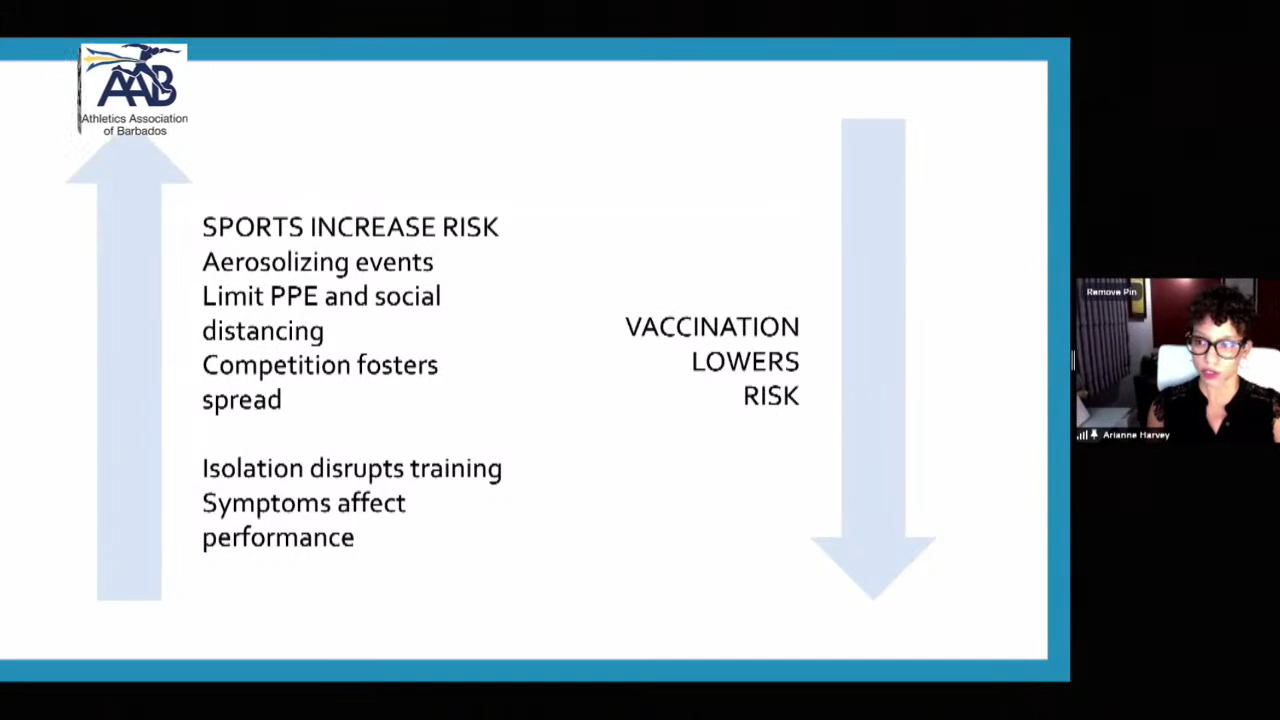 AAB
Athletics Association
of Barbados
SPORTS INCREASE RISK
Aerosolizing events
Limit PPE and social
distancing
Competition fosters
spread
Isolation disrupts training
Symptoms affect
performance
VACCINATION
LOWERS
RISK
Remove Pin
Arianne Harvey